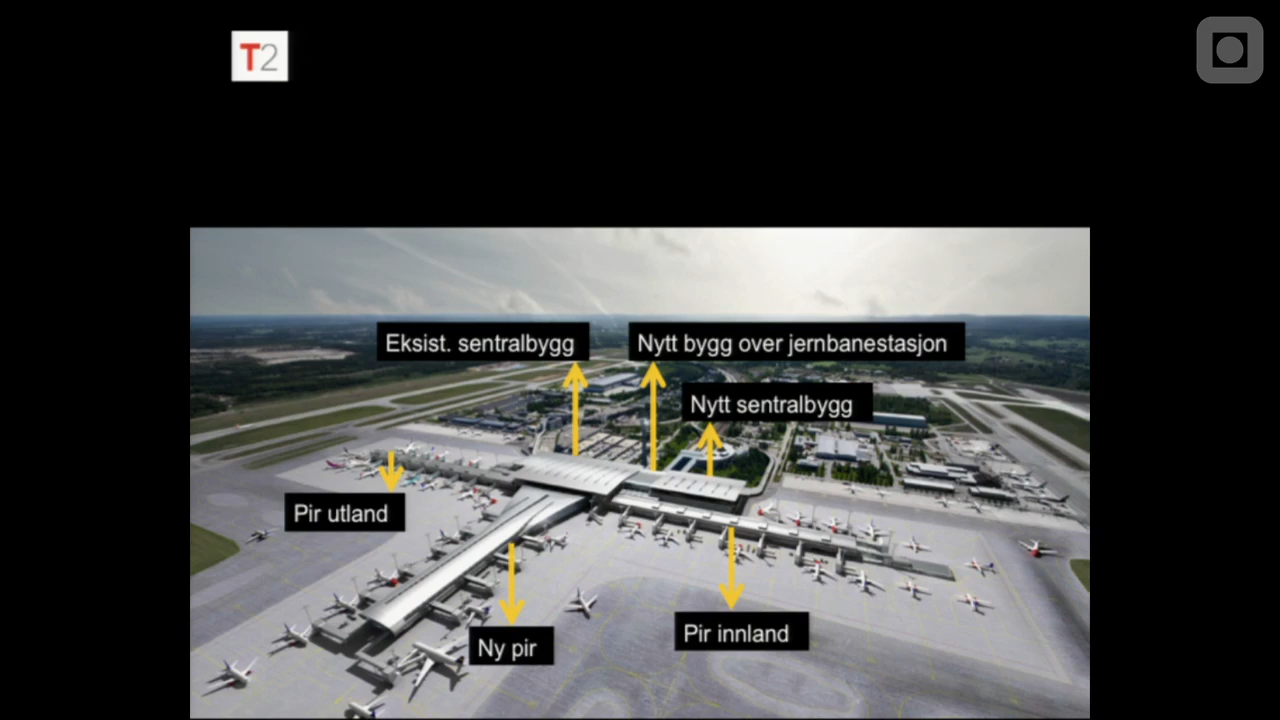 T2
Eksist. sentralbygg
Nytt bygg over jernbanestasjon
Nytt sentralbygg
Pir utland
Pir innland
Ny pir